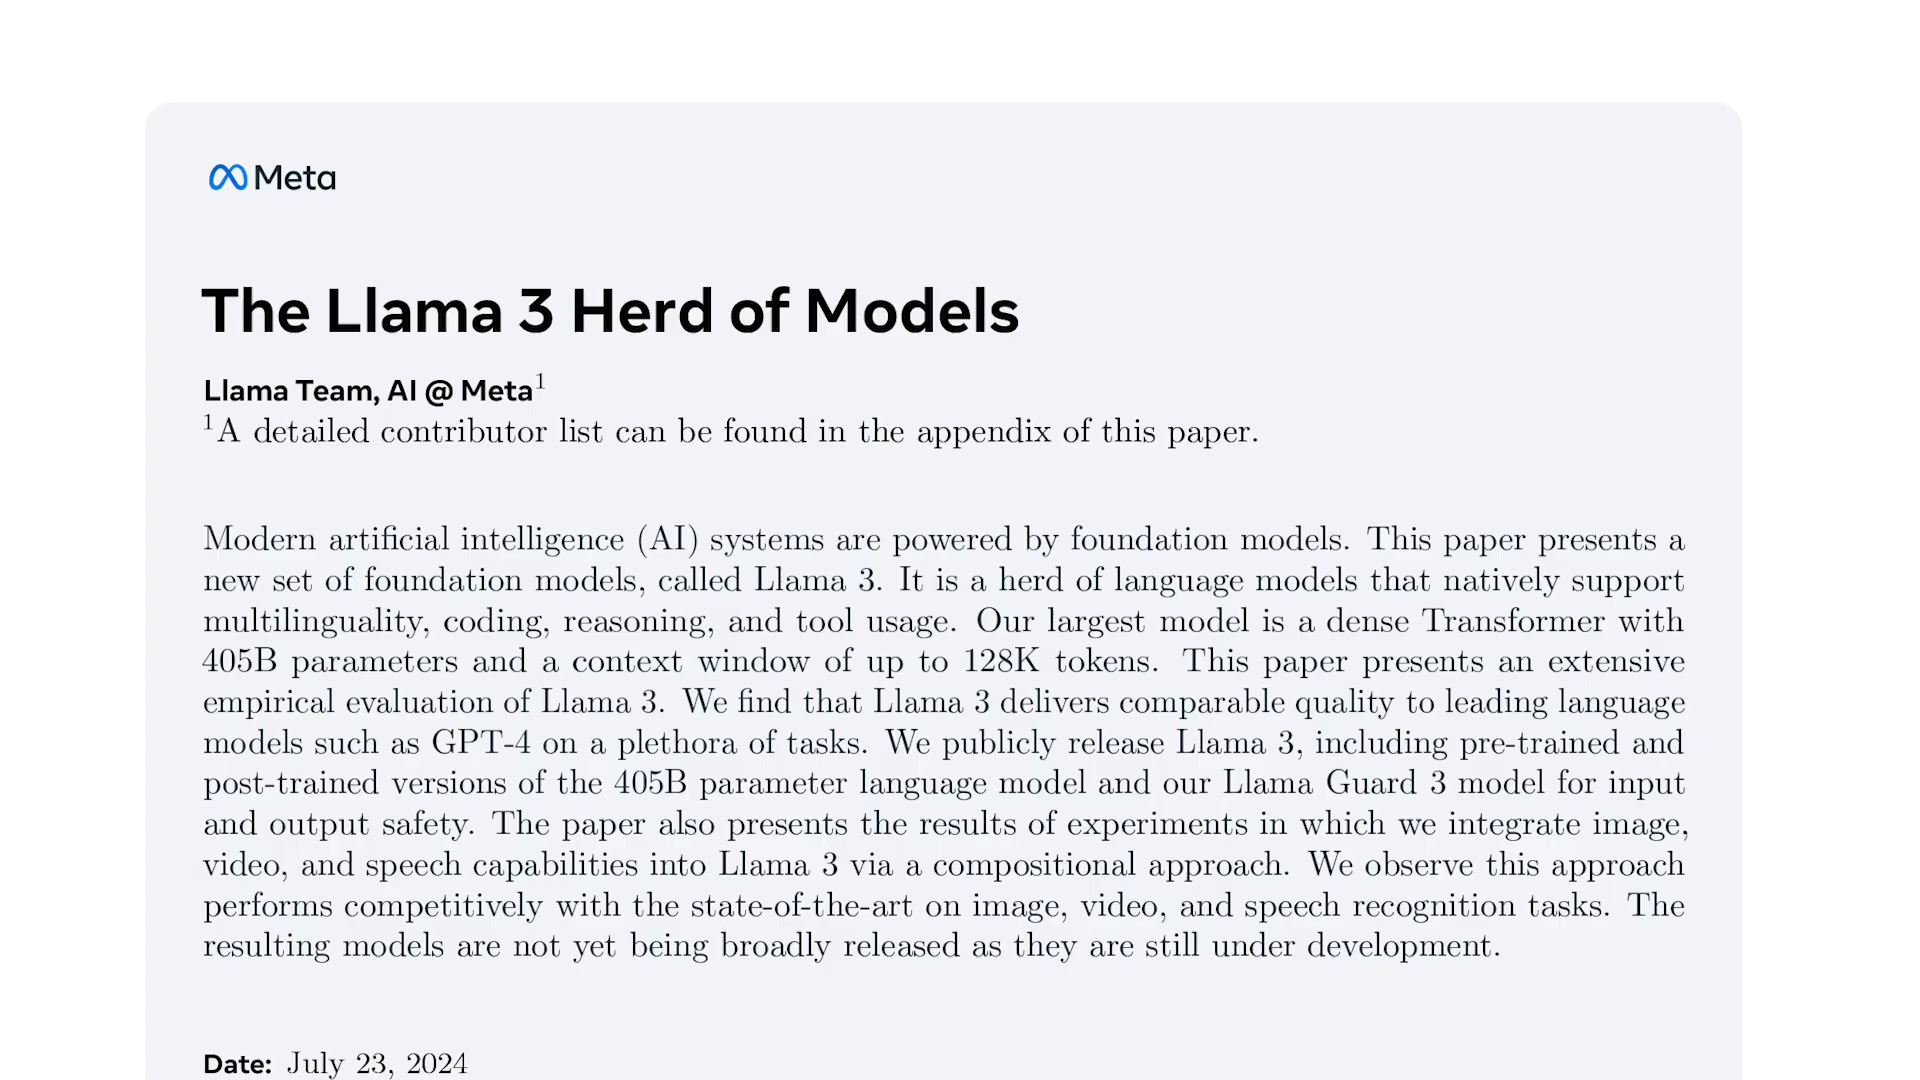 Meta
The Llama 3 Herd of Models
Llama Team, AI @ Meta¹
¹A detailed contributor list can be found in the appendix of this paper.
Modern artificial intelligence (AI) systems are powered by foundation models. This paper presents a
new set of foundation models, called Llama 3. It is a herd of language models that natively support
multilinguality, coding, reasoning, and tool usage. Our largest model is a dense Transformer with
405B parameters and a context window of up to 128K tokens. This paper presents an extensive
empirical evaluation of Llama 3. We find that Llama 3 delivers comparable quality to leading language
models such as GPT-4 on a plethora of tasks. We publicly release Llama 3, including pre-trained and
post-trained versions of the 405B parameter language model and our Llama Guard 3 model for input
and output safety. The paper also presents the results of experiments in which we integrate image,
video, and speech capabilities into Llama 3 via a compositional approach. We observe this approach
performs competitively with the state-of-the-art on image, video, and speech recognition tasks. The
resulting models are not yet being broadly released as they are still under development.
Date: July 23, 2024